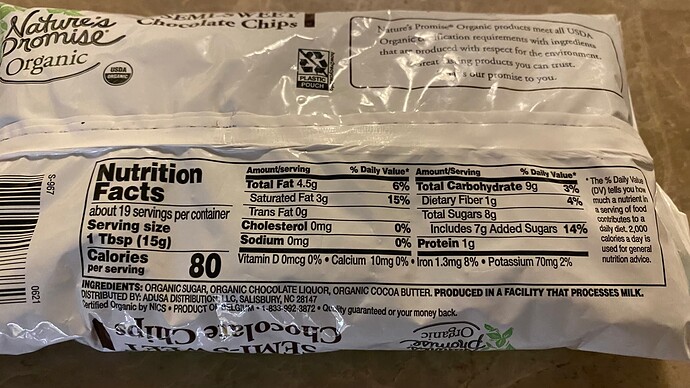 Nature's
Promise®
Organic
SEMI-SWEET
Chocolate Chips
USDA
ORGANIC
PLASTIC
POUCH
Nature's Promise® Organic products meet all USDA
Organic certification requirements with ingredients
that are produced with respect for the environment.
Great tasting products you can trust.
our promise to you.
S-967
0621
Nutrition
Facts
about 19 servings per container
Serving size
1 Tbsp (15g)
Calories
per serving
80
Amount/serving % Daily Value*
Total Fat 4.5g 6%
Saturated Fat 3g 15%
Trans Fat 0g
Cholesterol 0mg 0%
Sodium 0mg 0%
Amount/serving % Daily Value*
Total Carbohydrate 9g 3%
Dietary Fiber 1g 4%
Total Sugars 8g
Includes 7g Added Sugars 14%
Protein 1g
Vitamin D 0mcg 0% • Calcium 10mg 0% • Iron 1.3mg 8% • Potassium 70mg 2%
*The % Daily Value
(DV) tells you how
much a nutrient in
a serving of food
contributes to a
daily diet. 2,000
calories a day is
used for general
nutrition advice.
INGREDIENTS: ORGANIC SUGAR, ORGANIC CHOCOLATE LIQUOR, ORGANIC COCOA BUTTER. PRODUCED IN A FACILITY THAT PROCESSES MILK.
DISTRIBUTED BY: ADUSA DISTRIBUTION, LLC, SALISBURY, NC 28147
Certified Organic by NICS • PRODUCT OF BELGIUM • 1-833-992-3872 • Quality guaranteed or your money back.
SEMI-SWEET
Chocolate Chips
Promise
Organic